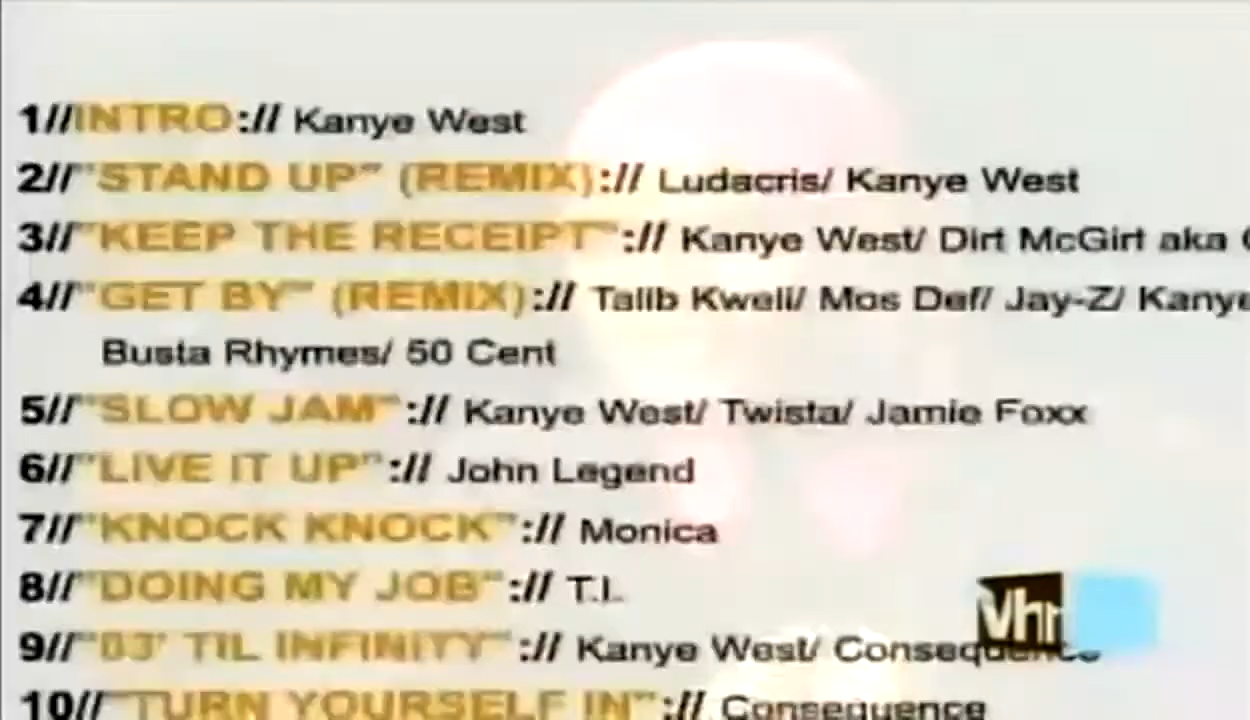 1//INTRO:// Kanye West
2//"STAND UP" (REMIX):// Ludacris/ Kanye West
3//"KEEP THE RECEIPT":// Kanye West/ Dirt McGirt aka
4//"GET BY" (REMIX):// Talib Kweli/ Mos Def/ Jay-Z/ Kanye
Busta Rhymes/ 50 Cent
5//"SLOW JAM":// Kanye West/ Twista/ Jamie Foxx
6//"LIVE IT UP":// John Legend
7//"KNOCK KNOCK":// Monica
8//"DOING MY JOB":// T.I.
9//"03' TIL INFINITY":// Kanye West/ Consequence
10//"TURN YOURSELF IN":// Consequence
Vh1